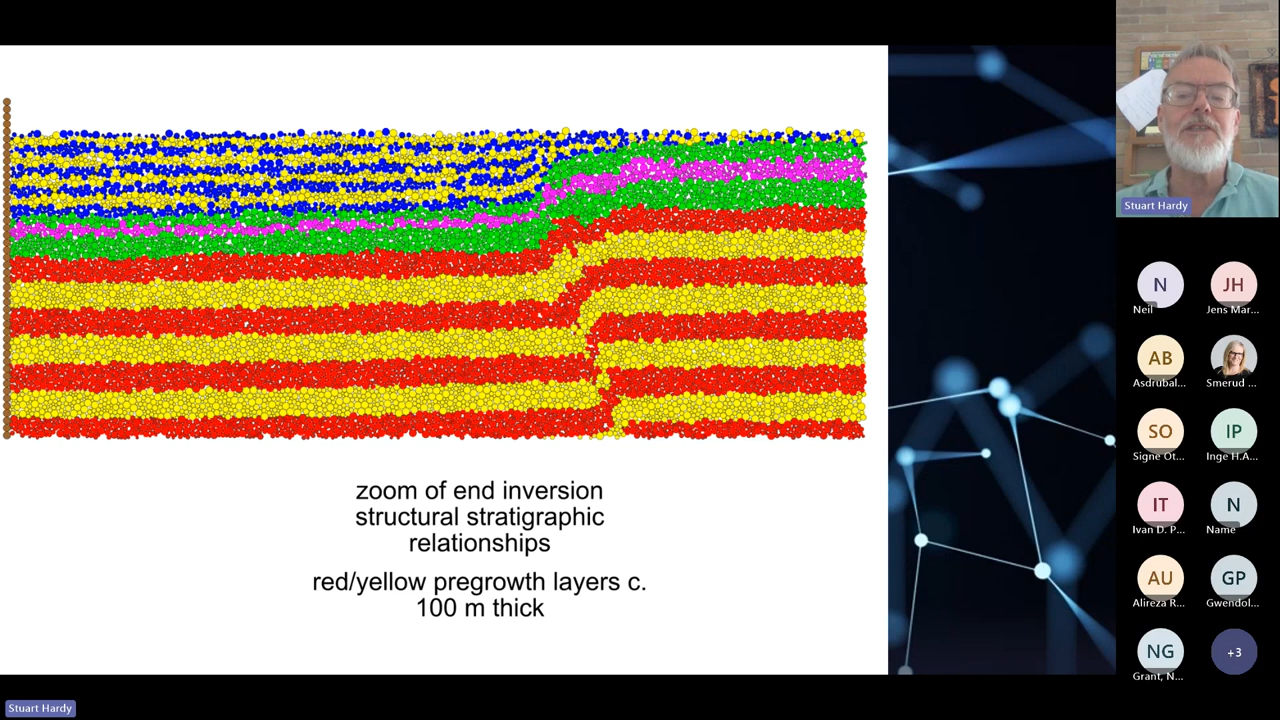 zoom of end inversion
structural stratigraphic
relationships
red/yellow pregrowth layers c.
100 m thick
Stuart Hardy
N
Neil
JH
Jens Mar...
AB
Asdrubal...
Smerud ...
SO
Signe Ot...
IP
Inge H.A...
IT
Ivan D. P...
N
Name
AU
Alireza R...
GP
Gwendol...
NG
Grant, N...
+3
Stuart Hardy